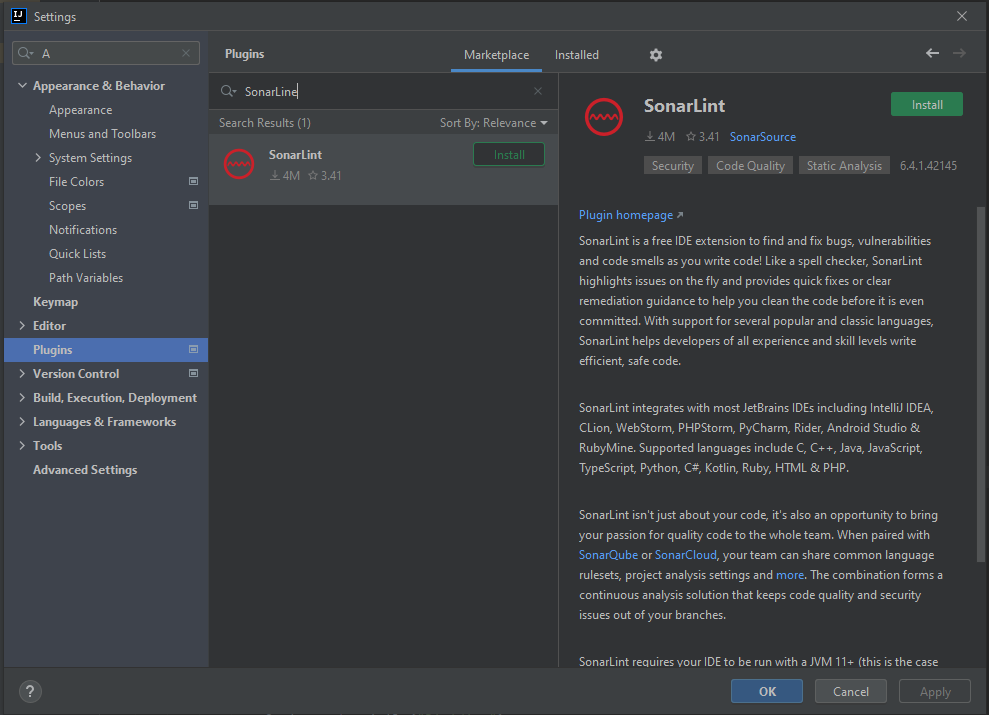 Settings
A
Appearance & Behavior
Appearance
Menus and Toolbars
System Settings
File Colors
Scopes
Notifications
Quick Lists
Path Variables
Keymap
Editor
Plugins
Version Control
Build, Execution, Deployment
Languages & Frameworks
Tools
Advanced Settings
Plugins
Marketplace
Installed
SonarLine
Search Results (1)
Sort By: Relevance
SonarLint
Install
4M 3.41
SonarLint
Install
4M 3.41 SonarSource
Security Code Quality Static Analysis 6.4.1.42145
Plugin homepage ↗
SonarLint is a free IDE extension to find and fix bugs, vulnerabilities
and code smells as you write code! Like a spell checker, SonarLint
highlights issues on the fly and provides quick fixes or clear
remediation guidance to help you clean the code before it is even
committed. With support for several popular and classic languages,
SonarLint helps developers of all experience and skill levels write
efficient, safe code.
SonarLint integrates with most JetBrains IDEs including IntelliJ IDEA,
CLion, WebStorm, PHPStorm, PyCharm, Rider, Android Studio &
RubyMine. Supported languages include C, C++, Java, JavaScript,
TypeScript, Python, C#, Kotlin, Ruby, HTML & PHP.
SonarLint isn't just about your code, it's also an opportunity to bring
your passion for quality code to the whole team. When paired with
SonarQube or SonarCloud, your team can share common language
rulesets, project analysis settings and more. The combination forms a
continuous analysis solution that keeps code quality and security
issues out of your branches.
SonarLint requires your IDE to be run with a JVM 11+ (this is the case
?
OK
Cancel
Apply